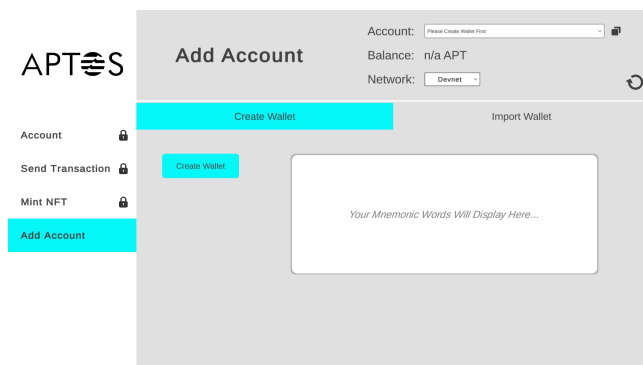 APTOS
Add Account
Account: Please Create Wallet First
Balance: n/a APT
Network: Devnet
Create Wallet
Import Wallet
Account
Send Transaction
Mint NFT
Add Account
Create Wallet
Your Mnemonic Words Will Display Here...